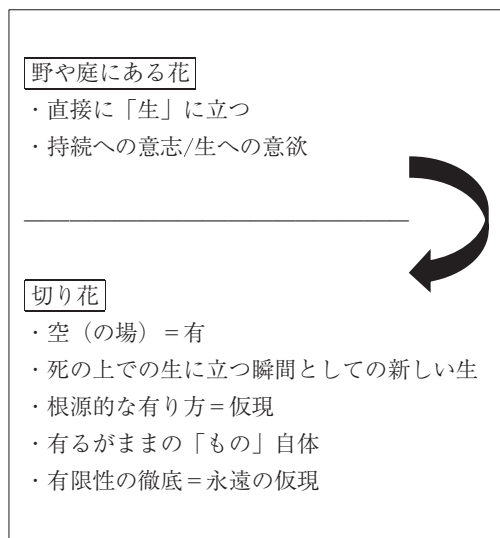 野や庭にある花
・直接に「生」に立つ
・持続への意志/生への意欲
切り花
・空（の場）＝有
・死の上での生に立つ瞬間としての新しい生
・根源的な有り方＝仮現
・有るがままの「もの」自体
・有限性の徹底＝永遠の仮現